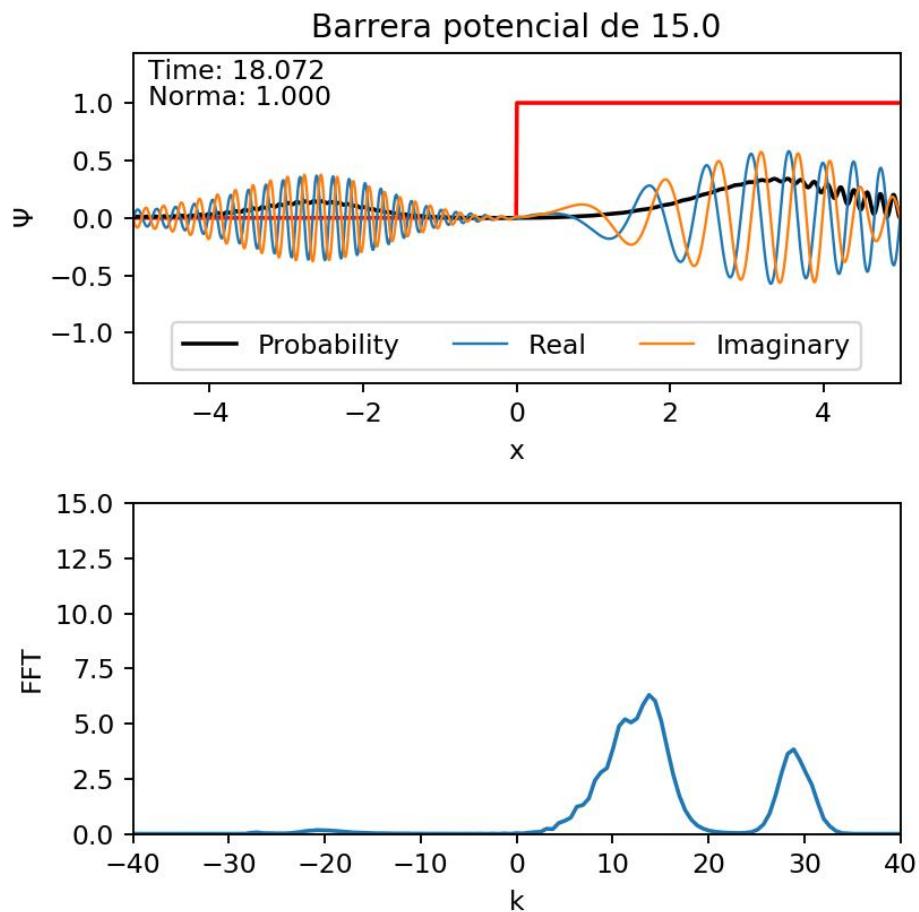 Barrera potencial de 15.0
Time: 18.072
Norma: 1.000
1.0
0.5
0.0
−0.5
−1.0
Ψ
Probability Real Imaginary
−4 −2 0 2 4
x
15.0
12.5
10.0
7.5
5.0
2.5
0.0
FFT
−40 −30 −20 −10 0 10 20 30 40
k